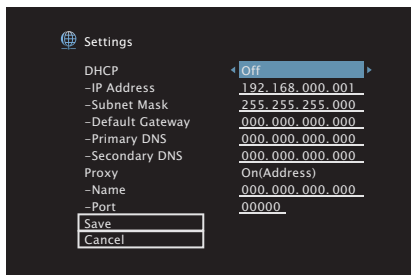 Settings
DHCP Off
–IP Address 192.168.000.001
–Subnet Mask 255.255.255.000
–Default Gateway 000.000.000.000
–Primary DNS 000.000.000.000
–Secondary DNS 000.000.000.000
Proxy On(Address)
–Name 000.000.000.000
–Port 00000
Save
Cancel